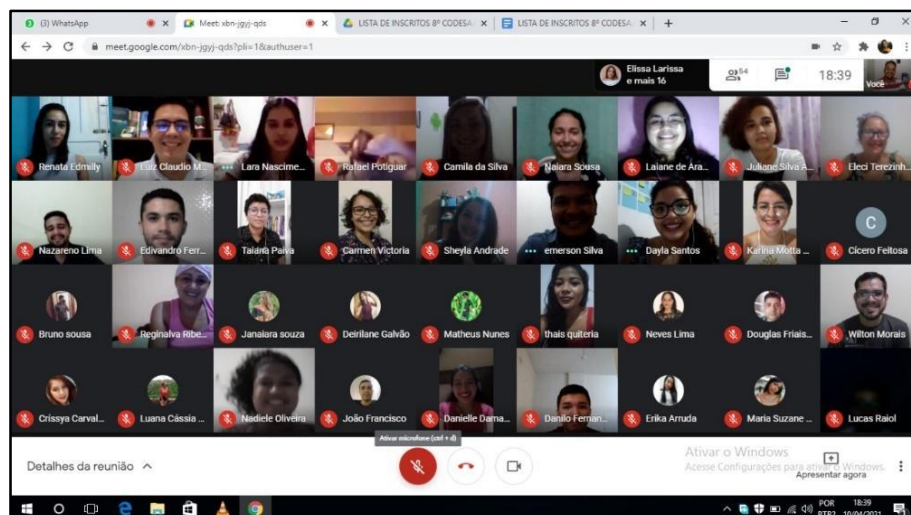 (3) WhatsApp
Meet: xbn-jgyj-qds
LISTA DE INSCRITOS 8º CODESA
LISTA DE INSCRITOS 8º CODESA
meet.google.com/xbn-jgyj-qds?pli=1&authuser=1
Elissa Larissa
e mais 16
54
18:39
Você
Renata Edmily
Luiz Claudio M...
Lara Nascime...
Rafael Potiguar
Camila da Silva
Naiara Sousa
Laiane de Ara...
Juliane Silva A...
Eleci Terezinh...
Nazareno Lima
Edivandro Ferr...
Taiana Paiva
Carmen Victoria
Sheyla Andrade
emerson Silva
Dayla Santos
Karina Motta ...
C
Cícero Feitosa
Bruno sousa
Reginalva Ribe...
Janaiara souza
Deirilane Galvão
Matheus Nunes
thais quiteria
Neves Lima
Douglas Friais...
Wilton Morais
Críssya Carval...
Luana Cássia ...
Nadiele Oliveira
João Francisco
Danielle Dama...
Danilo Fernan...
Erika Arruda
Maria Suzane ...
Lucas Raiol
Ativar microfone (ctrl + d)
Detalhes da reunião
Ativar o Windows
Acesse Configurações para ativar o Windows.
Apresentar agora
POR
PTB2
18:39
10/04/2021